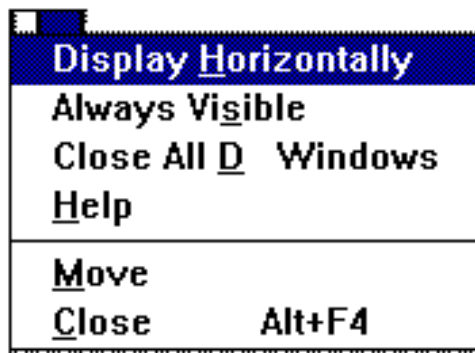 Display Horizontally
Always Visible
Close All D Windows
Help
Move
Close Alt+F4